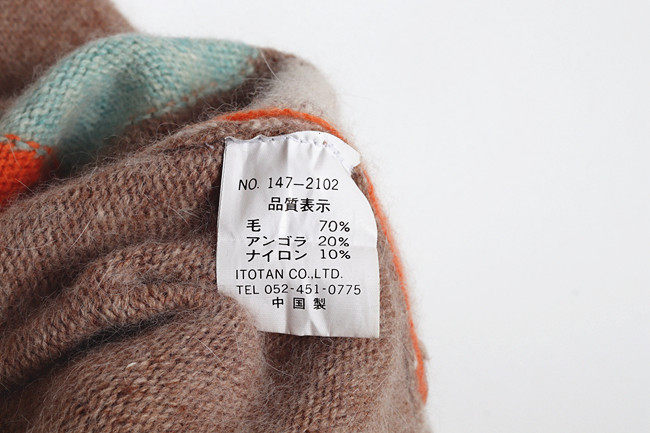 NO. 147-2102
品質表示
毛 70%
アンゴラ 20%
ナイロン 10%
ITOTAN CO.,LTD.
TEL 052-451-0775
中国製